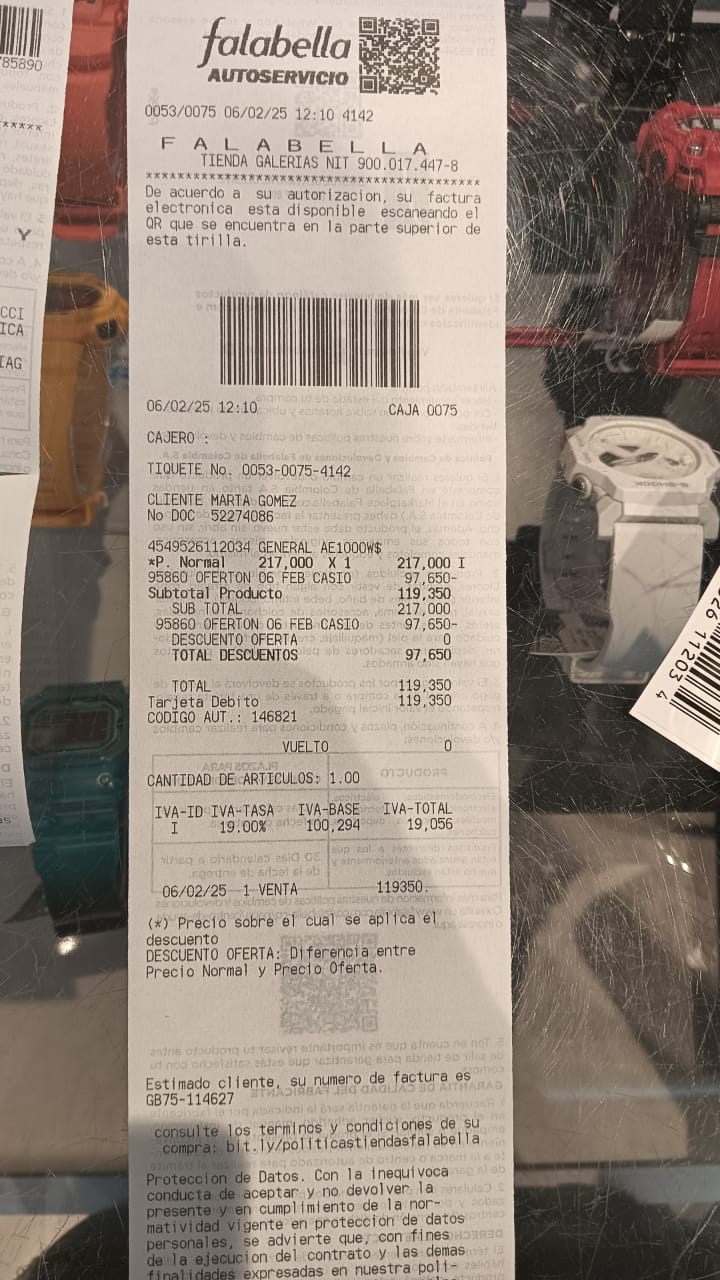 85890
*****
Y
CCI
ICA
IAG
falabella
AUTOSERVICIO
0053/0075 06/02/25 12:10 4142
F A L A B E L L A
TIENDA GALERIAS NIT 900.017.447-8
********************************************
De acuerdo a su autorizacion, su factura
electronica esta disponible escaneando el
QR que se encuentra en la parte superior de
esta tirilla.
06/02/25 12:10 CAJA 0075
CAJERO :
TIQUETE No. 0053-0075-4142
CLIENTE MARTA GOMEZ
No DOC 52274086
4549526112034 GENERAL AE1000W$
*P. Normal 217,000 X 1 217,000 I
95860 OFERTON 06 FEB CASIO 97,650-
Subtotal Producto 119,350
SUB TOTAL 217,000
95860 OFERTON 06 FEB CASIO 97,650-
DESCUENTO OFERTA 0
TOTAL DESCUENTOS 97,650
TOTAL 119,350
Tarjeta Debito 119,350
CODIGO AUT.: 146821
VUELTO 0
CANTIDAD DE ARTICULOS: 1.00
IVA-ID IVA-TASA IVA-BASE IVA-TOTAL
I 19.00% 100,294 19,056
06/02/25 1 VENTA 119350.
(*) Precio sobre el cual se aplica el
descuento
DESCUENTO OFERTA: Diferencia entre
Precio Normal y Precio Oferta.
Estimado cliente, su numero de factura es
GB75-114627
consulte los terminos y condiciones de su
compra: bit.ly/politicastiendasfalabella
Proteccion de Datos. Con la inequivoca
conducta de aceptar y no devolver la
presente y en cumplimiento de la nor-
matividad vigente en proteccion de datos
personales, se advierte que, con fines
de la ejecucion del contrato y las demas
finalidades expresadas en nuestra poli-
G-SHOCK
26 11203 4